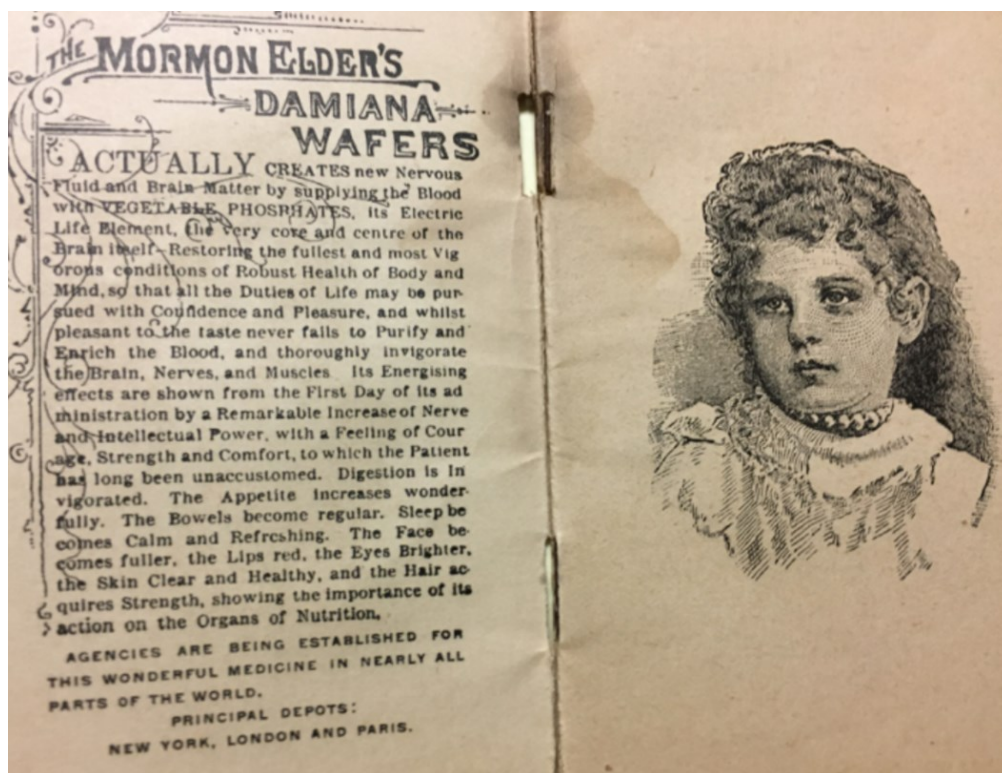 THE MORMON ELDER'S
DAMIANA
WAFERS
ACTUALLY CREATES new Nervous
Fluid and Brain Matter by supplying the Blood
with VEGETABLE PHOSPHATES, its Electric
Life Element, the very core and centre of the
Brain itself—Restoring the fullest and most Vig
orous conditions of Robust Health of Body and
Mind, so that all the Duties of Life may be pur-
sued with Confidence and Pleasure, and whilst
pleasant to the taste never fails to Purify and
Enrich the Blood, and thoroughly invigorate
the Brain, Nerves, and Muscles. Its Energising
effects are shown from the First Day of its ad
ministration by a Remarkable Increase of Nerve
and Intellectual Power, with a Feeling of Cour
age, Strength and Comfort, to which the Patient
has long been unaccustomed. Digestion is In
vigorated. The Appetite increases wonder-
fully. The Bowels become regular. Sleep be
comes Calm and Refreshing. The Face be-
comes fuller, the Lips red, the Eyes Brighter,
the Skin Clear and Healthy, and the Hair ac-
quires Strength, showing the importance of its
action on the Organs of Nutrition.
AGENCIES ARE BEING ESTABLISHED FOR
THIS WONDERFUL MEDICINE IN NEARLY ALL
PARTS OF THE WORLD.
PRINCIPAL DEPOTS:
NEW YORK, LONDON AND PARIS.